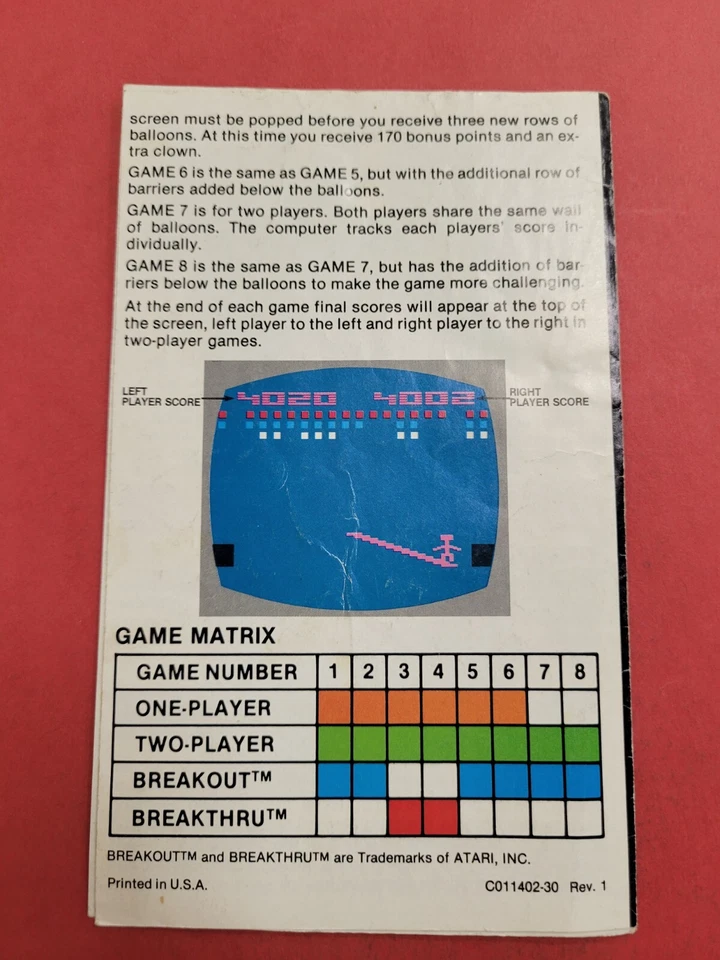 screen must be popped before you receive three new rows of
balloons. At this time you receive 170 bonus points and an ex-
tra clown.
GAME 6 is the same as GAME 5, but with the additional row of
barriers added below the balloons.
GAME 7 is for two players. Both players share the same wall
of balloons. The computer tracks each players' score in-
dividually.
GAME 8 is the same as GAME 7, but has the addition of bar-
riers below the balloons to make the game more challenging.
At the end of each game final scores will appear at the top of
the screen, left player to the left and right player to the right in
two-player games.
LEFT
PLAYER SCORE
4020 4002
RIGHT
PLAYER SCORE
GAME MATRIX
GAME NUMBER 1 2 3 4 5 6 7 8
ONE-PLAYER
TWO-PLAYER
BREAKOUT™
BREAKTHRU™
BREAKOUT™ and BREAKTHRU™ are Trademarks of ATARI, INC.
Printed in U.S.A. C011402-30 Rev. 1